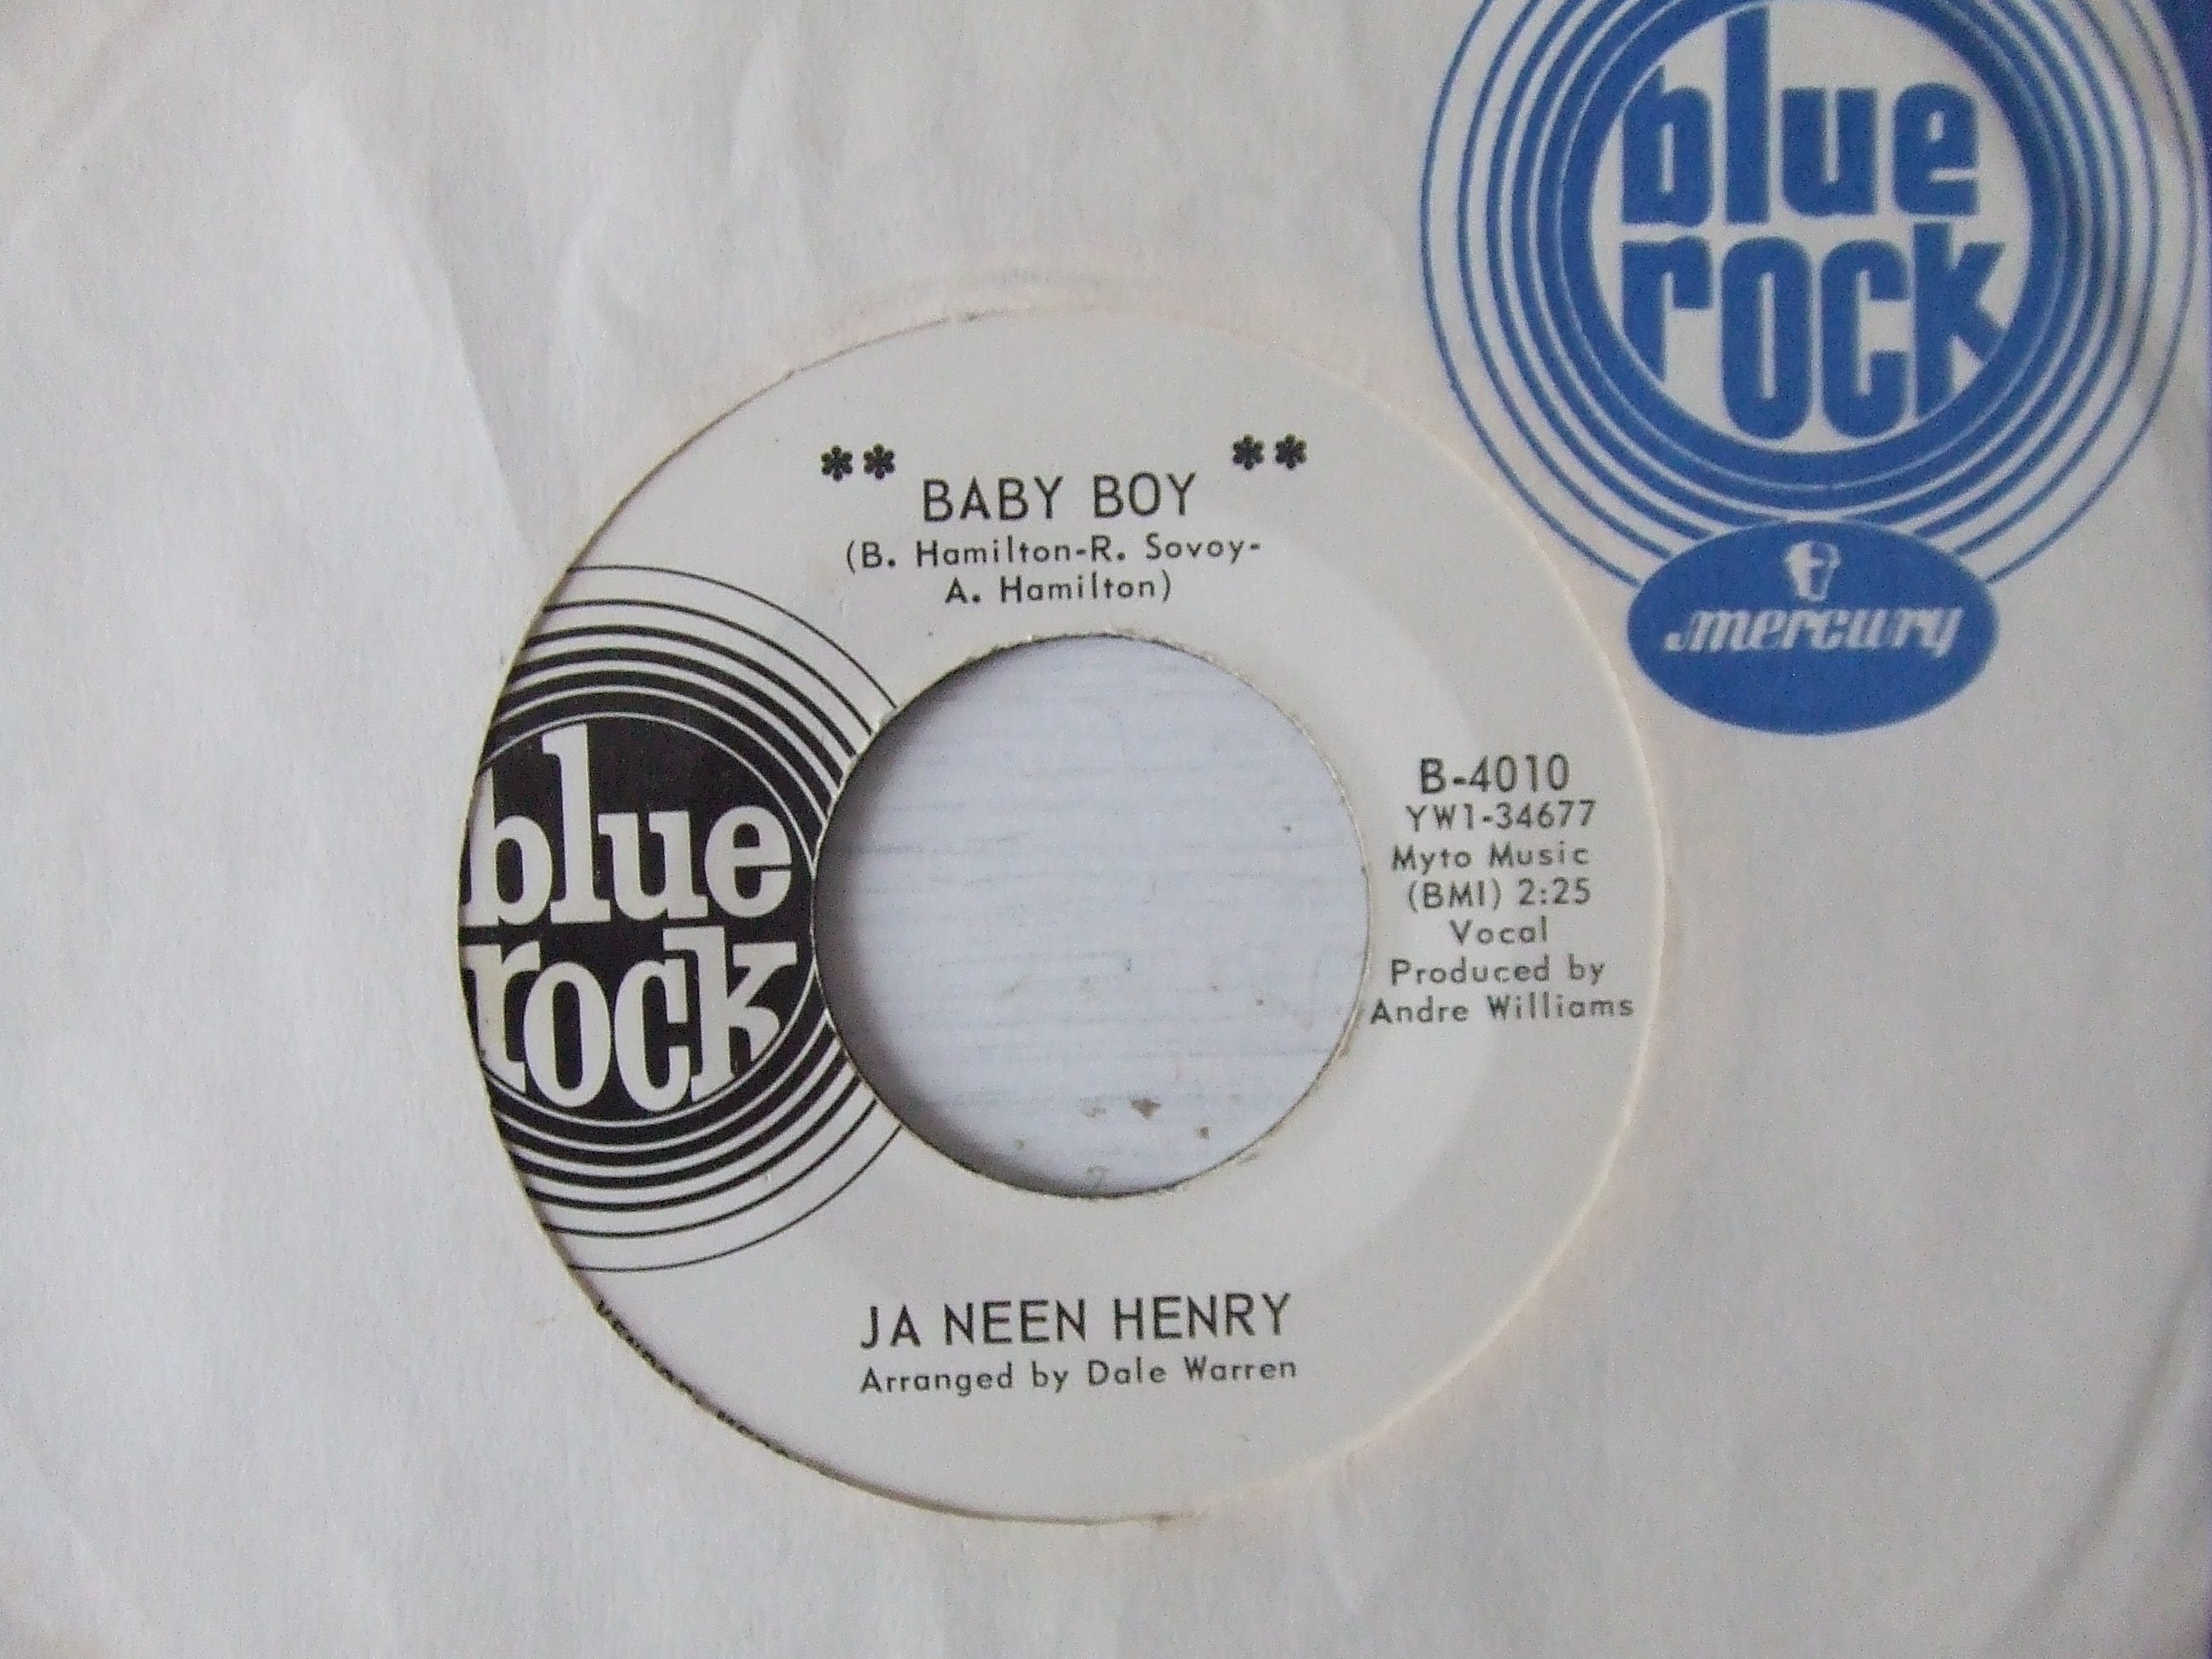 blue
rock
mercury
** BABY BOY **
(B. Hamilton-R. Sovoy-
A. Hamilton)
blue
rock
B-4010
YW1-34677
Myto Music
(BMI) 2:25
Vocal
Produced by
Andre Williams
JA NEEN HENRY
Arranged by Dale Warren